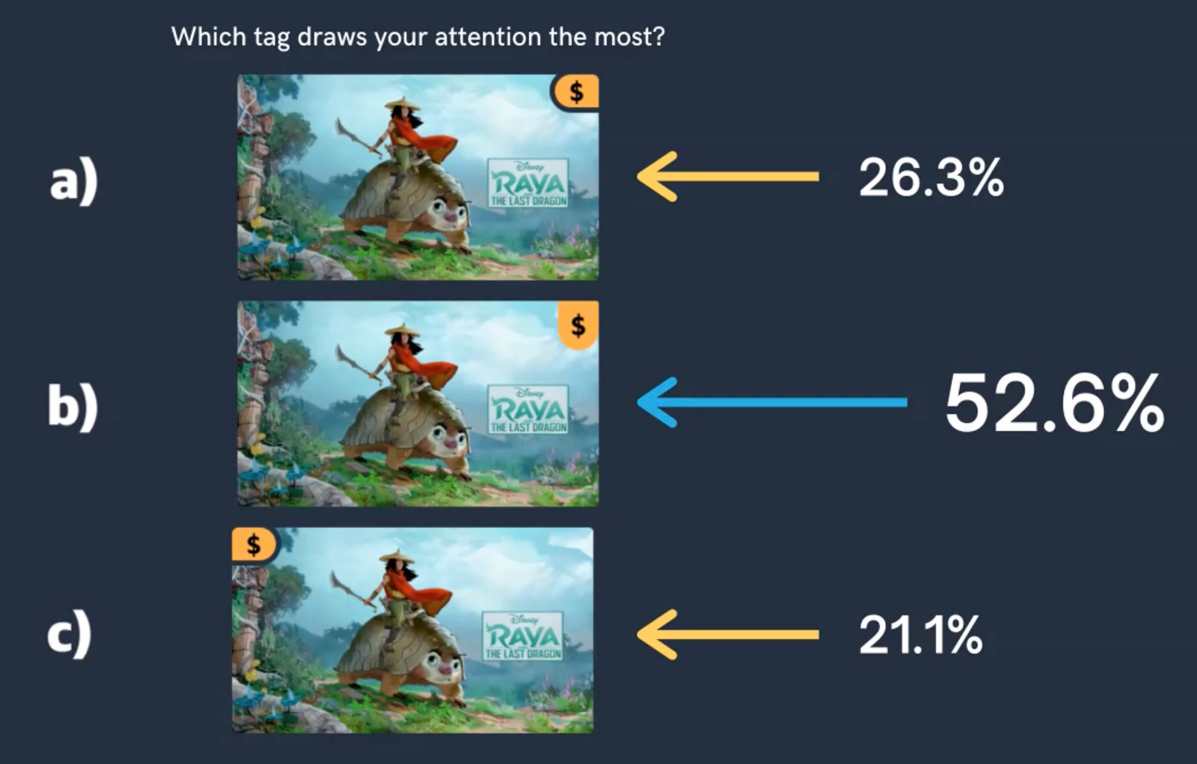 Which tag draws your attention the most?
a)
$
Disney
RAYA
THE LAST DRAGON
26.3%
b)
$
Disney
RAYA
THE LAST DRAGON
52.6%
c)
$
Disney
RAYA
THE LAST DRAGON
21.1%